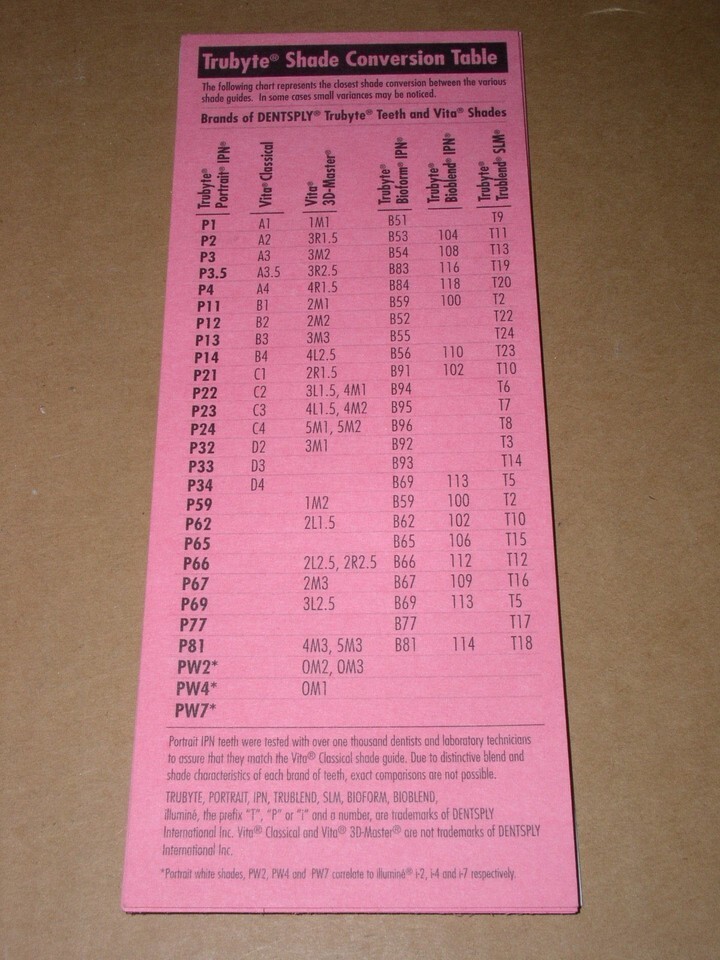 Trubyte® Shade Conversion Table
The following chart represents the closest shade conversion between the various
shade guides. In some cases small variances may be noticed.
Brands of DENTSPLY® Trubyte® Teeth and Vita® Shades
Trubyte® Portrait® IPN® Vita® Classical Vita® 3D-Master® Trubyte® Bioform® IPN® Trubyte® Bioblend® IPN® Trubyte® Trublend® SLM®
P1 A1 1M1 B51 T9
P2 A2 3R1.5 B53 104 T11
P3 A3 3M2 B54 108 T13
P3.5 A3.5 3R2.5 B83 116 T19
P4 A4 4R1.5 B84 118 T20
P11 B1 2M1 B59 100 T2
P12 B2 2M2 B52 T22
P13 B3 3M3 B55 T24
P14 B4 4L2.5 B56 110 T23
P21 C1 2R1.5 B91 102 T10
P22 C2 3L1.5, 4M1 B94 T6
P23 C3 4L1.5, 4M2 B95 T7
P24 C4 5M1, 5M2 B96 T8
P32 D2 3M1 B92 T3
P33 D3 B93 T14
P34 D4 B69 113 T5
P59 1M2 B59 100 T2
P62 2L1.5 B62 102 T10
P65 B65 106 T15
P66 2L2.5, 2R2.5 B66 112 T12
P67 2M3 B67 109 T16
P69 3L2.5 B69 113 T5
P77 B77 T17
P81 4M3, 5M3 B81 114 T18
PW2* OM2, OM3
PW4* OM1
PW7*
Portrait IPN teeth were tested with over one thousand dentists and laboratory technicians
to assure that they match the Vita® Classical shade guide. Due to distinctive blend and
shade characteristics of each brand of teeth, exact comparisons are not possible.
TRUBYTE, PORTRAIT, IPN, TRUBLEND, SLM, BIOFORM, BIOBLEND,
illuminé, the prefix "T", "P" or "i" and a number, are trademarks of DENTSPLY
International Inc. Vita® Classical and Vita® 3D-Master® are not trademarks of DENTSPLY
International Inc.
*Portrait white shades, PW2, PW4 and PW7 correlate to illuminé® i-2, i-4 and i-7 respectively.